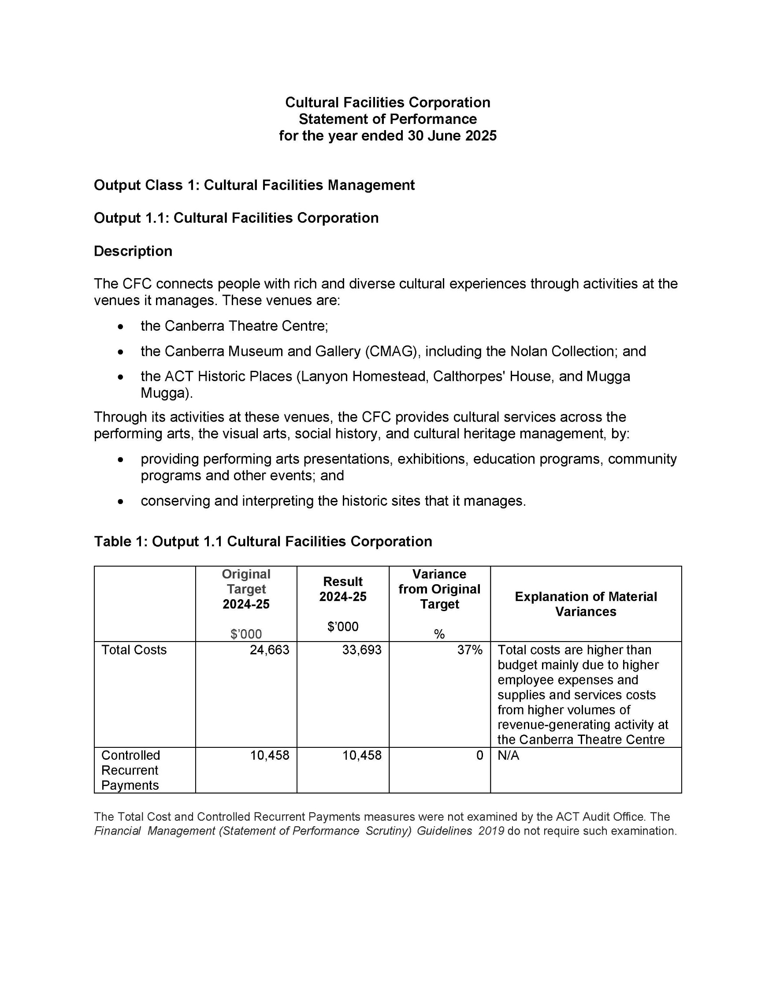 Cultural Facilities Corporation
Statement of Performance
for the year ended 30 June 2025
Output Class 1: Cultural Facilities Management
Output 1.1: Cultural Facilities Corporation
Description
The CFC connects people with rich and diverse cultural experiences through activities at the
venues it manages. These venues are:
• the Canberra Theatre Centre;
• the Canberra Museum and Gallery (CMAG), including the Nolan Collection; and
• the ACT Historic Places (Lanyon Homestead, Calthorpes' House, and Mugga
Mugga).
Through its activities at these venues, the CFC provides cultural services across the
performing arts, the visual arts, social history, and cultural heritage management, by:
• providing performing arts presentations, exhibitions, education programs, community
programs and other events; and
• conserving and interpreting the historic sites that it manages.
Table 1: Output 1.1 Cultural Facilities Corporation
Original
Target
2024-25
$'000
Result
2024-25
$'000
Variance
from Original
Target
%
Explanation of Material
Variances
Total Costs 24,663 33,693 37% Total costs are higher than
budget mainly due to higher
employee expenses and
supplies and services costs
from higher volumes of
revenue-generating activity at
the Canberra Theatre Centre
Controlled 10,458 10,458 0 N/A
Recurrent
Payments
The Total Cost and Controlled Recurrent Payments measures were not examined by the ACT Audit Office. The
Financial Management (Statement of Performance Scrutiny) Guidelines 2019 do not require such examination.